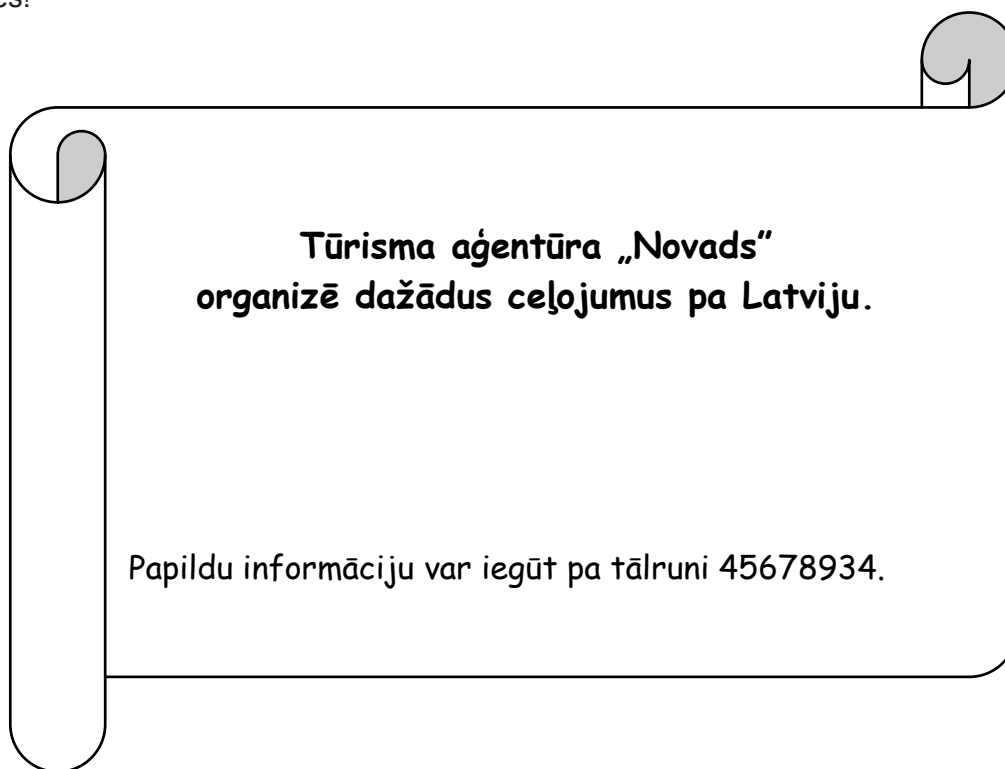 Tūrisma aģentūra „Novads”
organizē dažādus ceļojumus pa Latviju.
Papildu informāciju var iegūt pa tālruni 45678934.